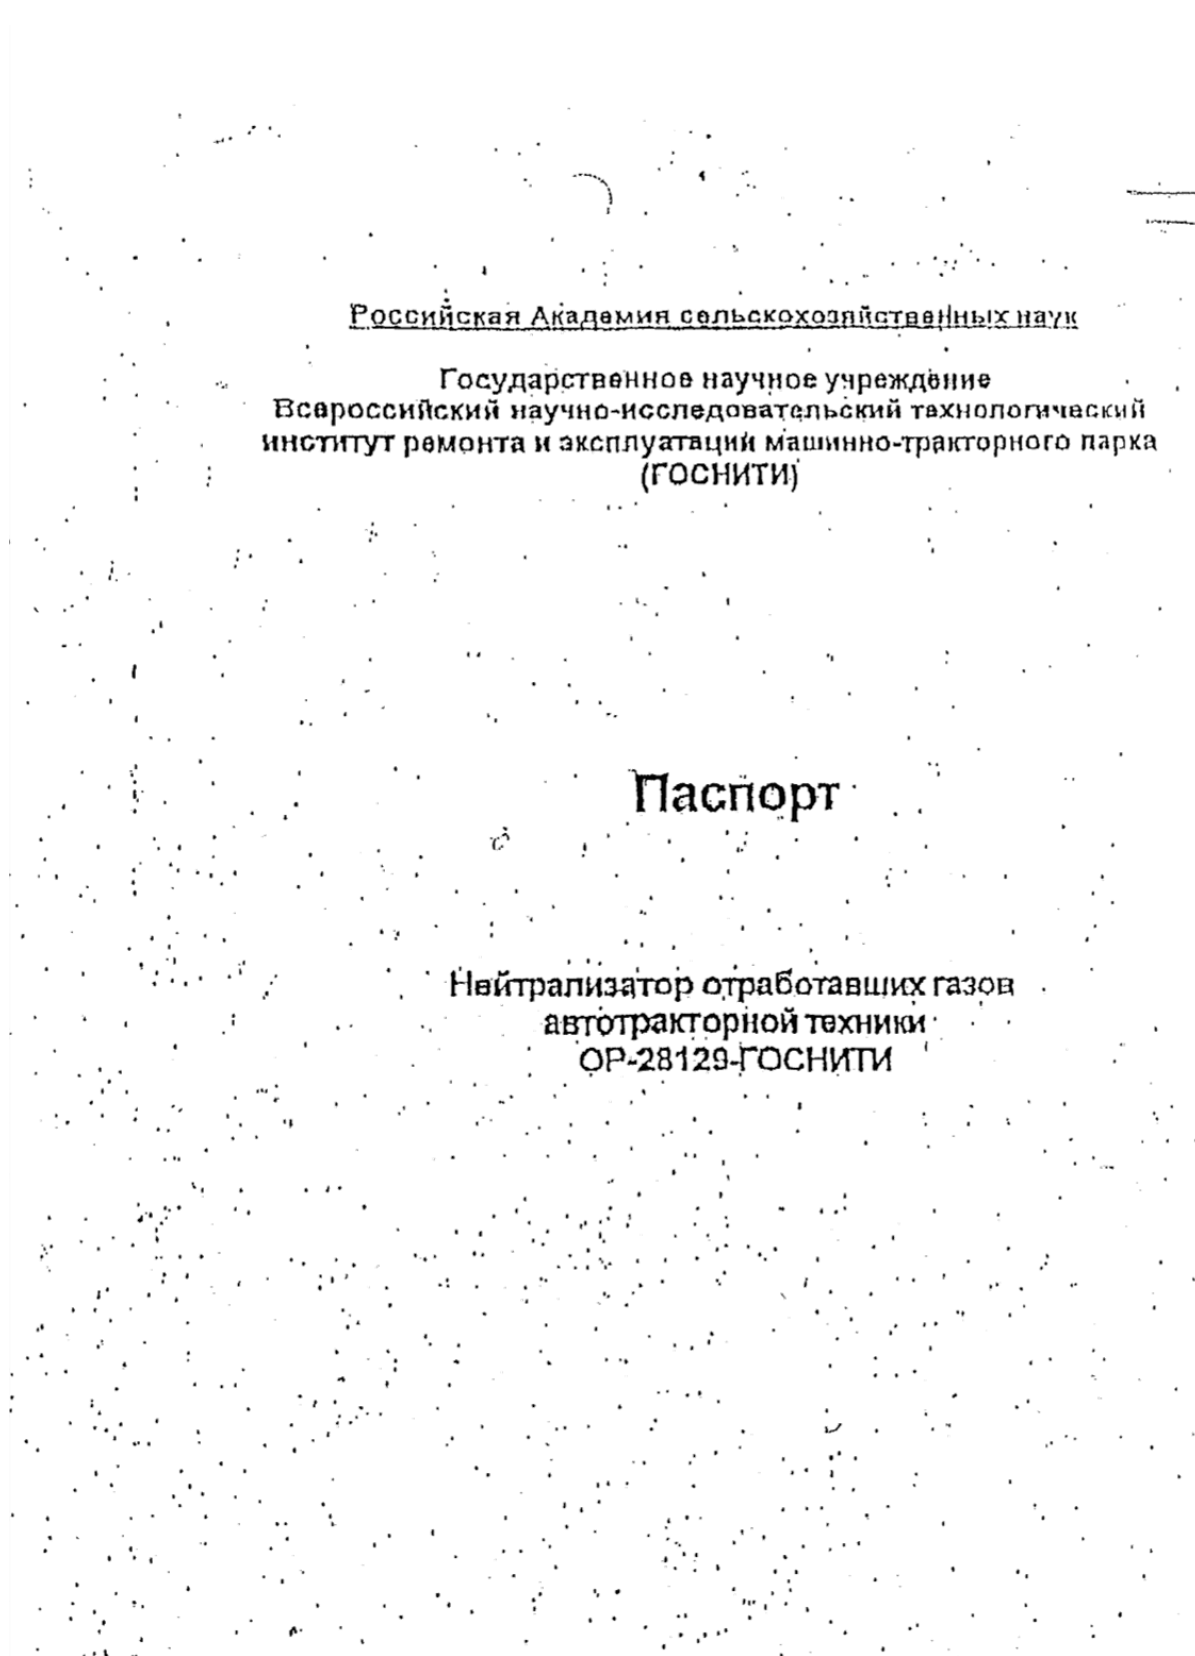 Российская Академия сельскохозяйственных наук
Государственное научное учреждение
Всероссийский научно-исследовательский технологический
институт ремонта и эксплуатаций машинно-тракторного парка
(ГОСНИТИ)
Паспорт
Нейтрализатор отработавших газов
автотракторной техники
ОР-28129-ГОСНИТИ